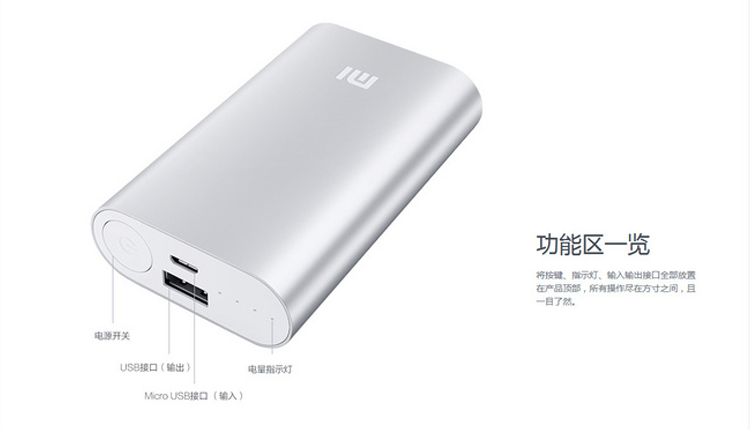 MI
功能区一览
将按键、指示灯、输入输出接口全部放置
在产品顶部，所有操作尽在方寸之间，且
一目了然。
电源开关
USB接口（输出）
电量指示灯
Micro USB接口（输入）